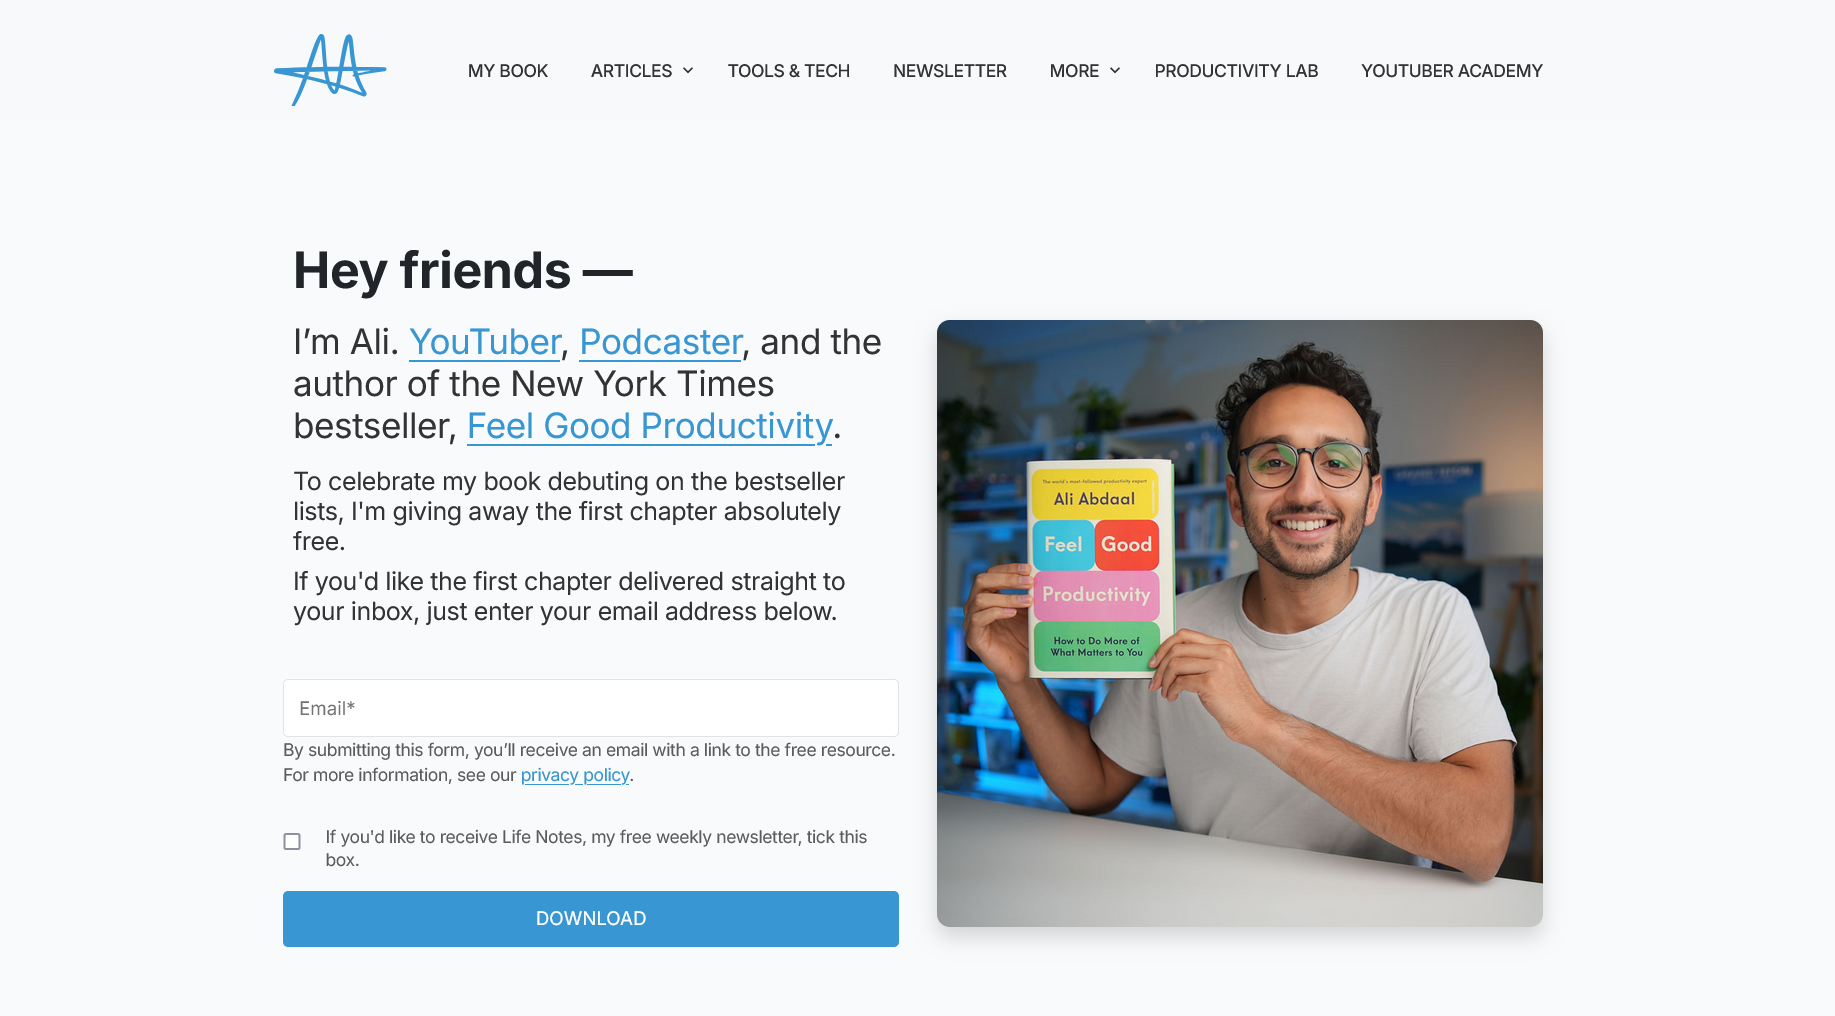 MY BOOK
ARTICLES
TOOLS & TECH
NEWSLETTER
MORE
PRODUCTIVITY LAB
YOUTUBER ACADEMY
Hey friends —
I’m Ali. YouTuber, Podcaster, and the
author of the New York Times
bestseller, Feel Good Productivity.
To celebrate my book debuting on the bestseller
lists, I'm giving away the first chapter absolutely
free.
If you'd like the first chapter delivered straight to
your inbox, just enter your email address below.
Email*
By submitting this form, you’ll receive an email with a link to the free resource.
For more information, see our privacy policy.
If you'd like to receive Life Notes, my free weekly newsletter, tick this
box.
DOWNLOAD
The world's most-followed productivity expert
Ali Abdaal
Feel Good
Productivity
How to Do More of
What Matters to You